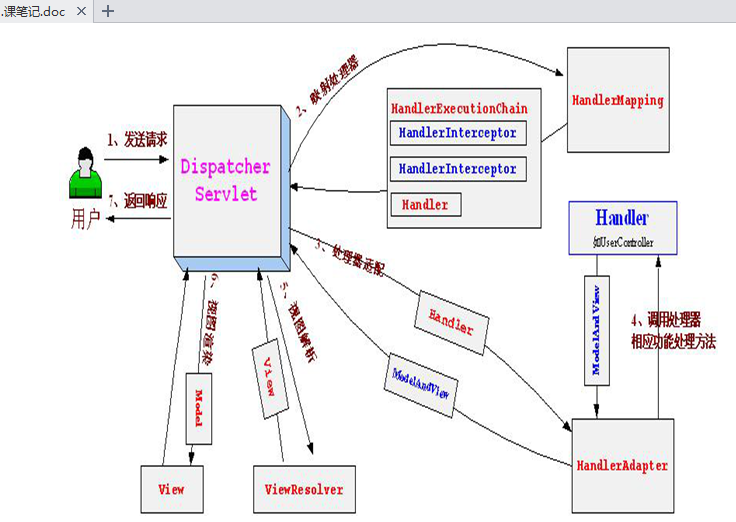 .课笔记.doc
2、映射处理器
HandlerMapping
HandlerExecutionChain
HandlerInterceptor
HandlerInterceptor
Handler
1、发送请求
Dispatcher
Servlet
用户
7、返回响应
Handler
如UserController
3、处理器适配
Handler
ModelAndView
ModelAndView
4、调用处理器
相应功能处理方法
6、视图渲染
5、视图解析
Model
View
View
ViewResolver
HandlerAdapter